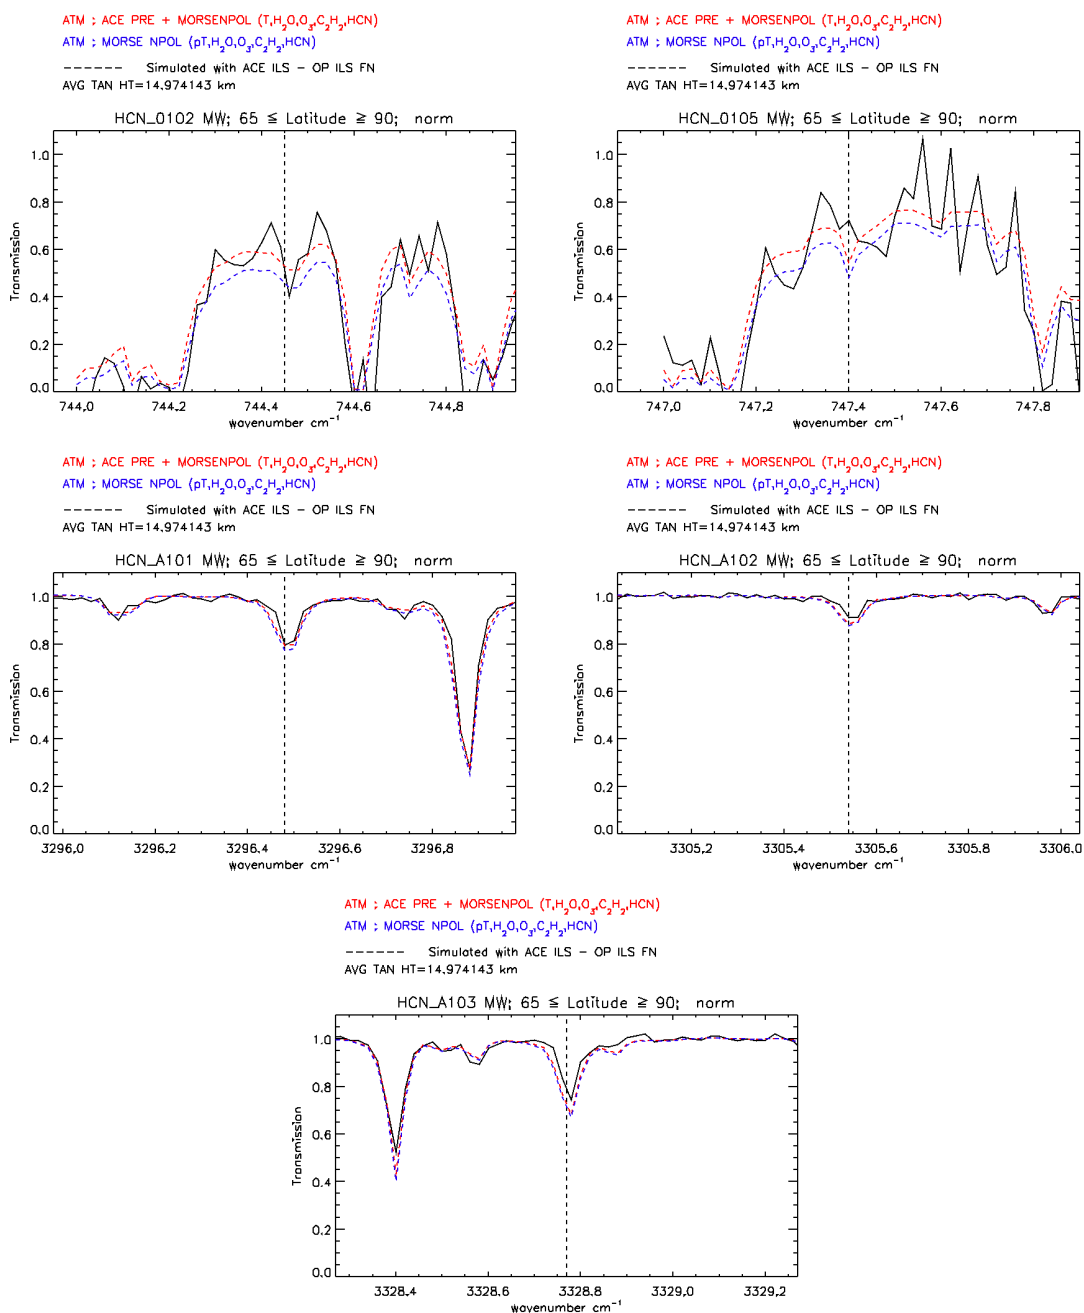 ATM ; ACE PRE + MORSENPOL (T,H2O,O3,C2H2,HCN)
ATM ; MORSE NPOL (pT,H2O,O3,C2H2,HCN)
------ Simulated with ACE ILS – OP ILS FN
AVG TAN HT=14.974143 km
HCN_0102 MW; 65 ≤ Latitude ≥ 90; norm
Transmission
1.0
0.8
0.6
0.4
0.2
0.0
744.0 744.2 744.4 744.6 744.8
wavenumber cm-1
ATM ; ACE PRE + MORSENPOL (T,H2O,O3,C2H2,HCN)
ATM ; MORSE NPOL (pT,H2O,O3,C2H2,HCN)
------ Simulated with ACE ILS – OP ILS FN
AVG TAN HT=14.974143 km
HCN_0105 MW; 65 ≤ Latitude ≥ 90; norm
Transmission
1.0
0.8
0.6
0.4
0.2
0.0
747.0 747.2 747.4 747.6 747.8
wavenumber cm-1
ATM ; ACE PRE + MORSENPOL (T,H2O,O3,C2H2,HCN)
ATM ; MORSE NPOL (pT,H2O,O3,C2H2,HCN)
------ Simulated with ACE ILS – OP ILS FN
AVG TAN HT=14.974143 km
HCN_A101 MW; 65 ≤ Latitude ≥ 90; norm
Transmission
1.0
0.8
0.6
0.4
0.2
0.0
3296.0 3296.2 3296.4 3296.6 3296.8
wavenumber cm-1
ATM ; ACE PRE + MORSENPOL (T,H2O,O3,C2H2,HCN)
ATM ; MORSE NPOL (pT,H2O,O3,C2H2,HCN)
------ Simulated with ACE ILS – OP ILS FN
AVG TAN HT=14.974143 km
HCN_A102 MW; 65 ≤ Latitude ≥ 90; norm
Transmission
1.0
0.8
0.6
0.4
0.2
0.0
3305.2 3305.4 3305.6 3305.8 3306.0
wavenumber cm-1
ATM ; ACE PRE + MORSENPOL (T,H2O,O3,C2H2,HCN)
ATM ; MORSE NPOL (pT,H2O,O3,C2H2,HCN)
------ Simulated with ACE ILS – OP ILS FN
AVG TAN HT=14.974143 km
HCN_A103 MW; 65 ≤ Latitude ≥ 90; norm
Transmission
1.0
0.8
0.6
0.4
0.2
0.0
3328.4 3328.6 3328.8 3329.0 3329.2
wavenumber cm-1